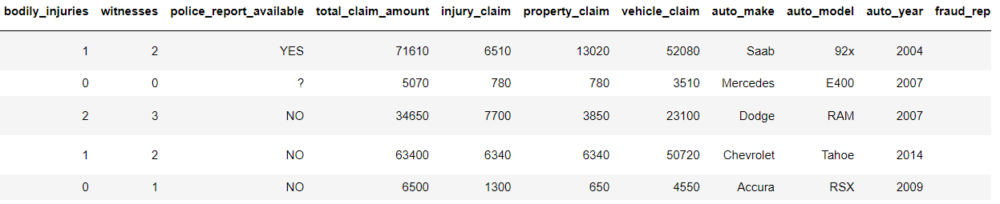 bodily_injuries witnesses police_report_available total_claim_amount injury_claim property_claim vehicle_claim auto_make auto_model auto_year fraud_rep
1 2 YES 71610 6510 13020 52080 Saab 92x 2004
0 0 ? 5070 780 780 3510 Mercedes E400 2007
2 3 NO 34650 7700 3850 23100 Dodge RAM 2007
1 2 NO 63400 6340 6340 50720 Chevrolet Tahoe 2014
0 1 NO 6500 1300 650 4550 Accura RSX 2009